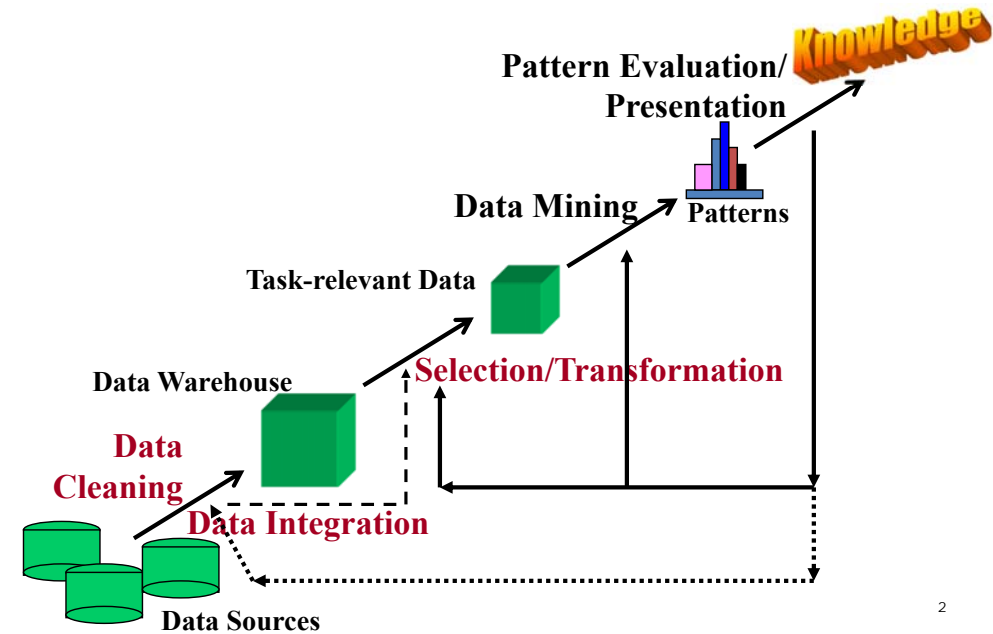 Knowledge
Pattern Evaluation/
Presentation
Data Mining
Patterns
Task-relevant Data
Selection/Transformation
Data Warehouse
Data
Cleaning
Data Integration
Data Sources
2